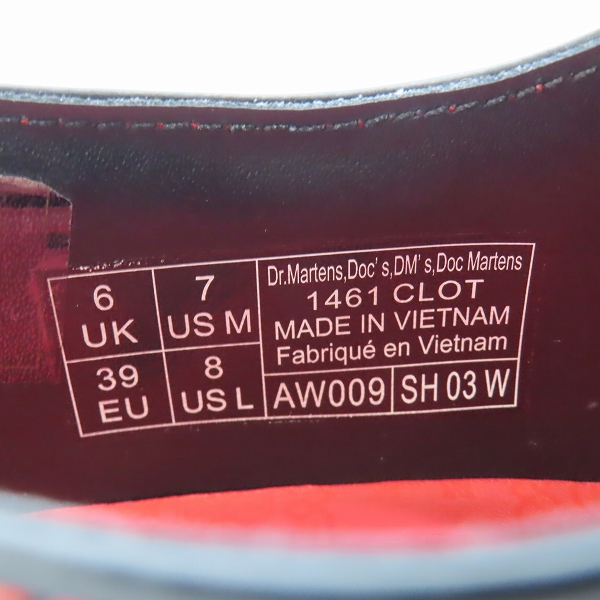 6
UK
7
US M
39
EU
8
US L
Dr.Martens,Doc's,DM's,Doc Martens
1461 CLOT
MADE IN VIETNAM
Fabriqué en Vietnam
AW009
SH 03 W